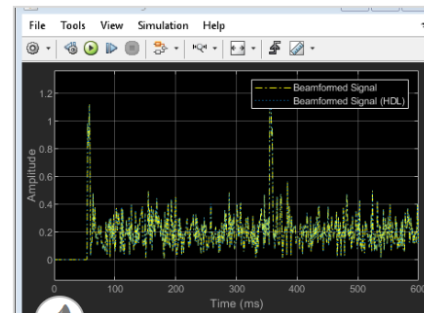 File Tools View Simulation Help
Beamformed Signal
Beamformed Signal (HDL)
1.2
1
0.8
0.6
0.4
0.2
0
Amplitude
0 100 200 300 400 500 600
Time (ms)